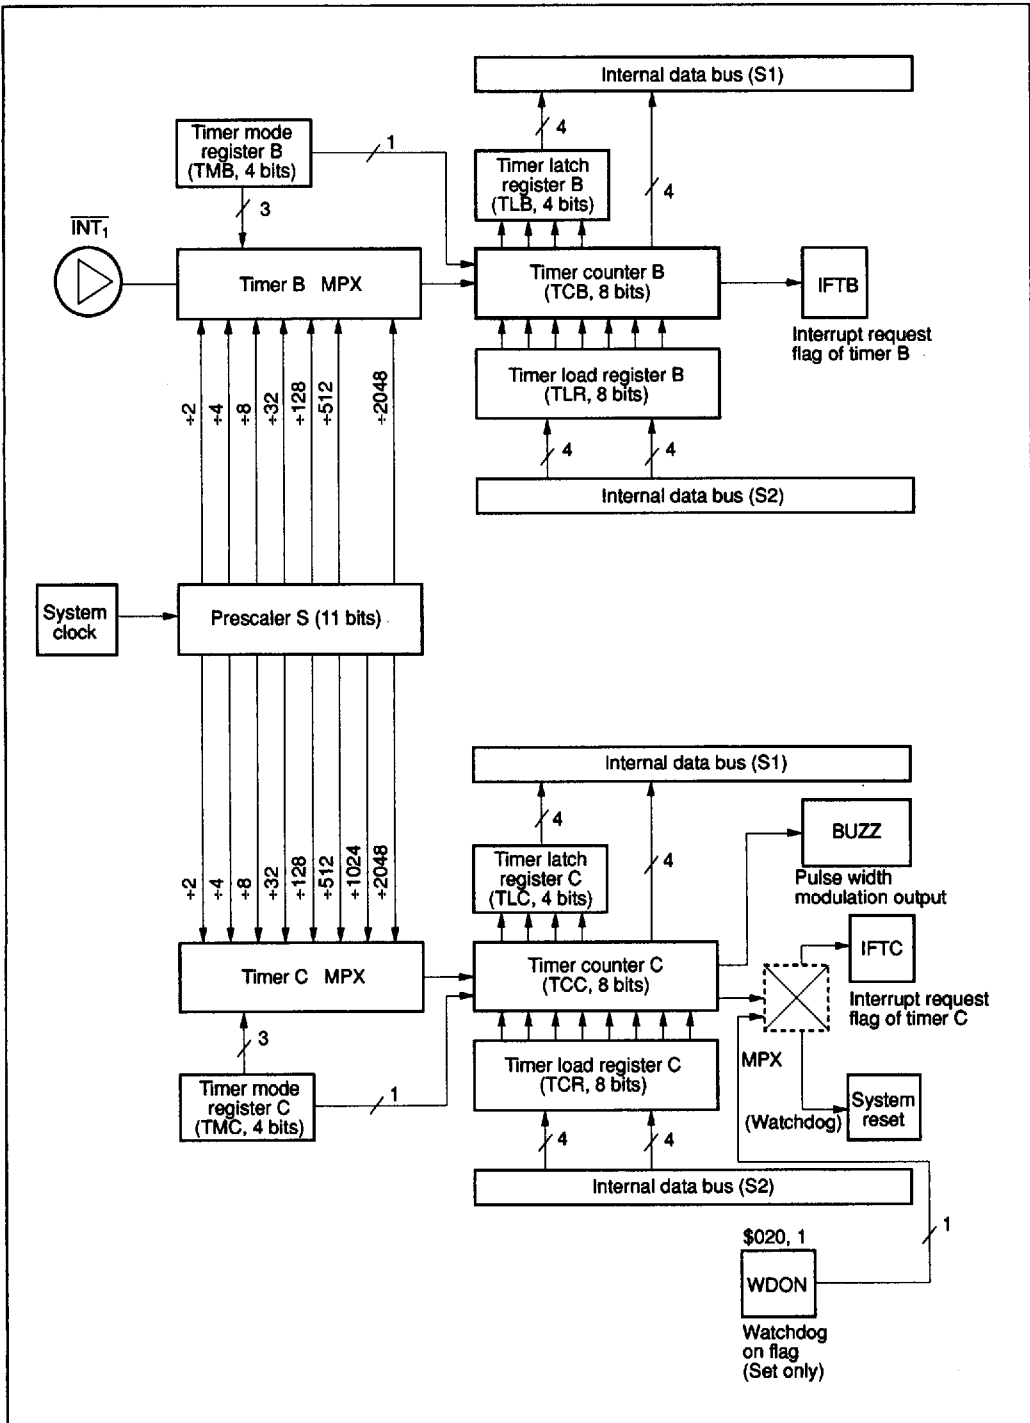 Internal data bus (S1)
4
Timer mode
register B
(TMB, 4 bits)
1
3
Timer latch
register B
(TLB, 4 bits)
4
INT1
Timer B MPX
Timer counter B
(TCB, 8 bits)
IFTB
Interrupt request
flag of timer B
Timer load register B
(TLR, 8 bits)
÷2
÷4
÷8
÷32
÷128
÷512
÷2048
4
4
Internal data bus (S2)
System
clock
Prescaler S (11 bits)
Internal data bus (S1)
4
÷2
÷4
÷8
÷32
÷128
÷512
÷1024
÷2048
Timer latch
register C
(TLC, 4 bits)
4
BUZZ
Pulse width
modulation output
Timer C MPX
Timer counter C
(TCC, 8 bits)
IFTC
Interrupt request
flag of timer C
3
Timer load register C
(TCR, 8 bits)
MPX
Timer mode
register C
(TMC, 4 bits)
1
4
4
(Watchdog)
System
reset
Internal data bus (S2)
1
$020, 1
WDON
Watchdog
on flag
(Set only)